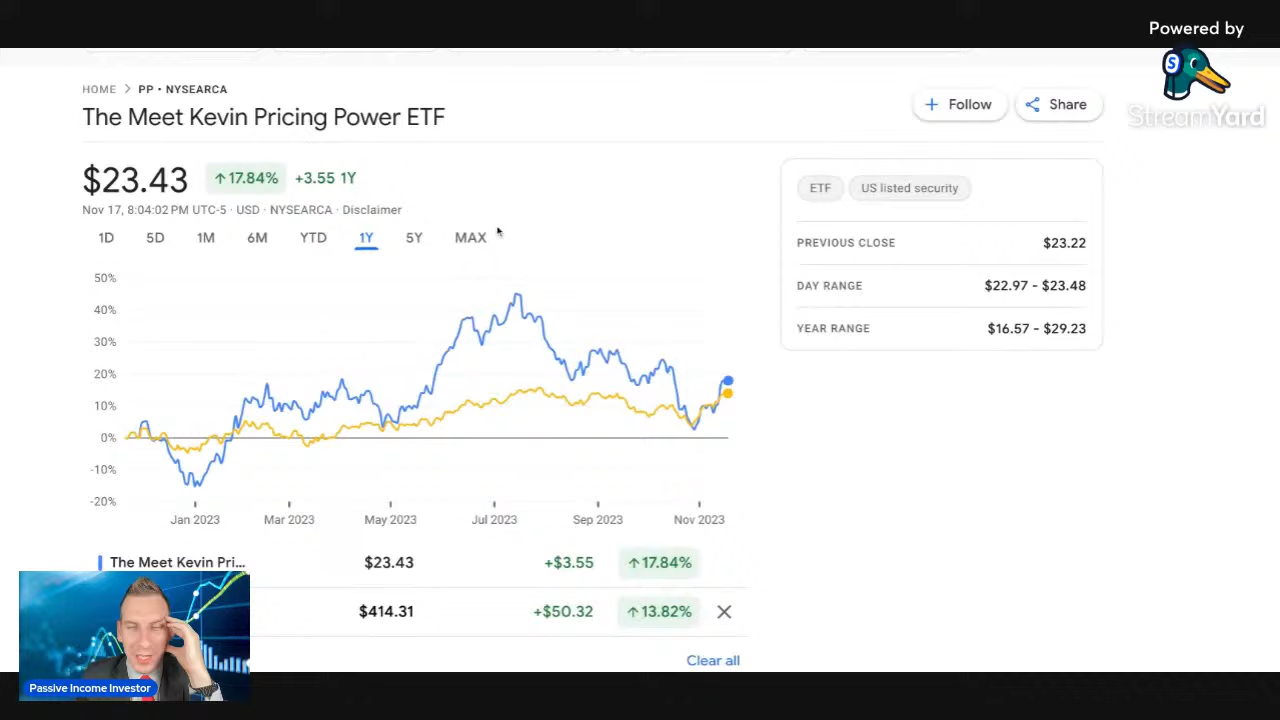 Powered by
StreamYard
HOME > PP • NYSEARCA
The Meet Kevin Pricing Power ETF
+ Follow
Share
$23.43 ↑17.84% +3.55 1Y
Nov 17, 8:04:02 PM UTC-5 · USD · NYSEARCA · Disclaimer
1D 5D 1M 6M YTD 1Y 5Y MAX
50%
40%
30%
20%
10%
0%
-10%
-20%
Jan 2023 Mar 2023 May 2023 Jul 2023 Sep 2023 Nov 2023
ETF US listed security
PREVIOUS CLOSE $23.22
DAY RANGE $22.97 - $23.48
YEAR RANGE $16.57 - $29.23
The Meet Kevin Pri... $23.43 +$3.55 ↑17.84%
$414.31 +$50.32 ↑13.82%
Clear all
S
Passive Income Investor